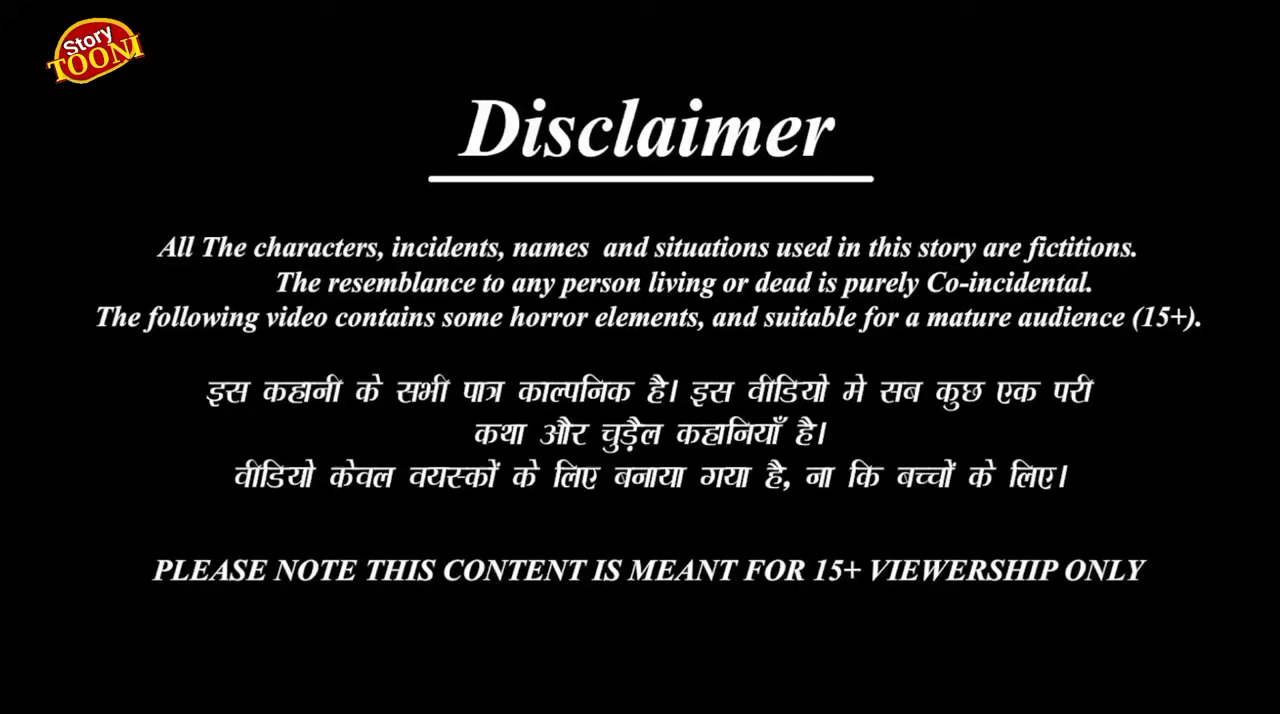 Story
TOONI
Disclaimer
All The characters, incidents, names and situations used in this story are fictitions.
The resemblance to any person living or dead is purely Co-incidental.
The following video contains some horror elements, and suitable for a mature audience (15+).
इस कहानी के सभी पात्र काल्पनिक है। इस वीडियो मे सब कुछ एक परी
कथा और चुड़ैल कहानियाँ है।
वीडियो केवल वयस्कों के लिए बनाया गया है, ना कि बच्चों के लिए।
PLEASE NOTE THIS CONTENT IS MEANT FOR 15+ VIEWERSHIP ONLY